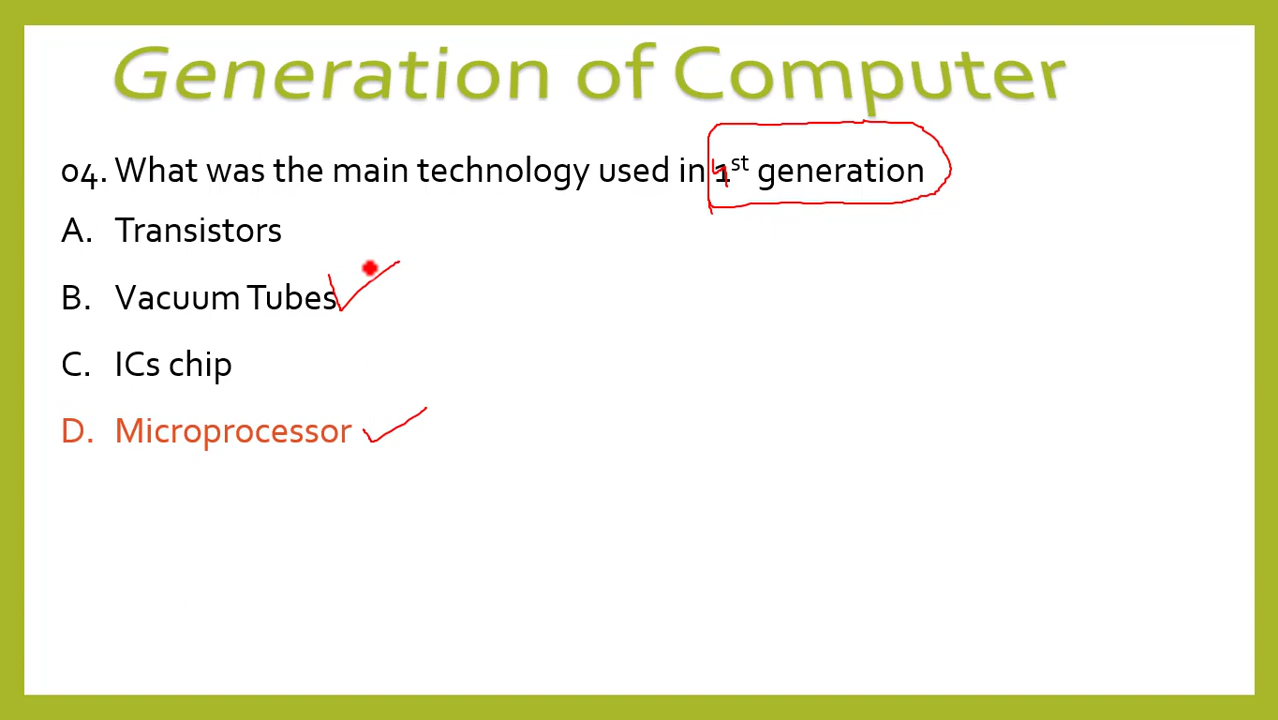 Generation of Computer
04. What was the main technology used in 1st generation
A. Transistors
B. Vacuum Tubes
C. ICs chip
D. Microprocessor